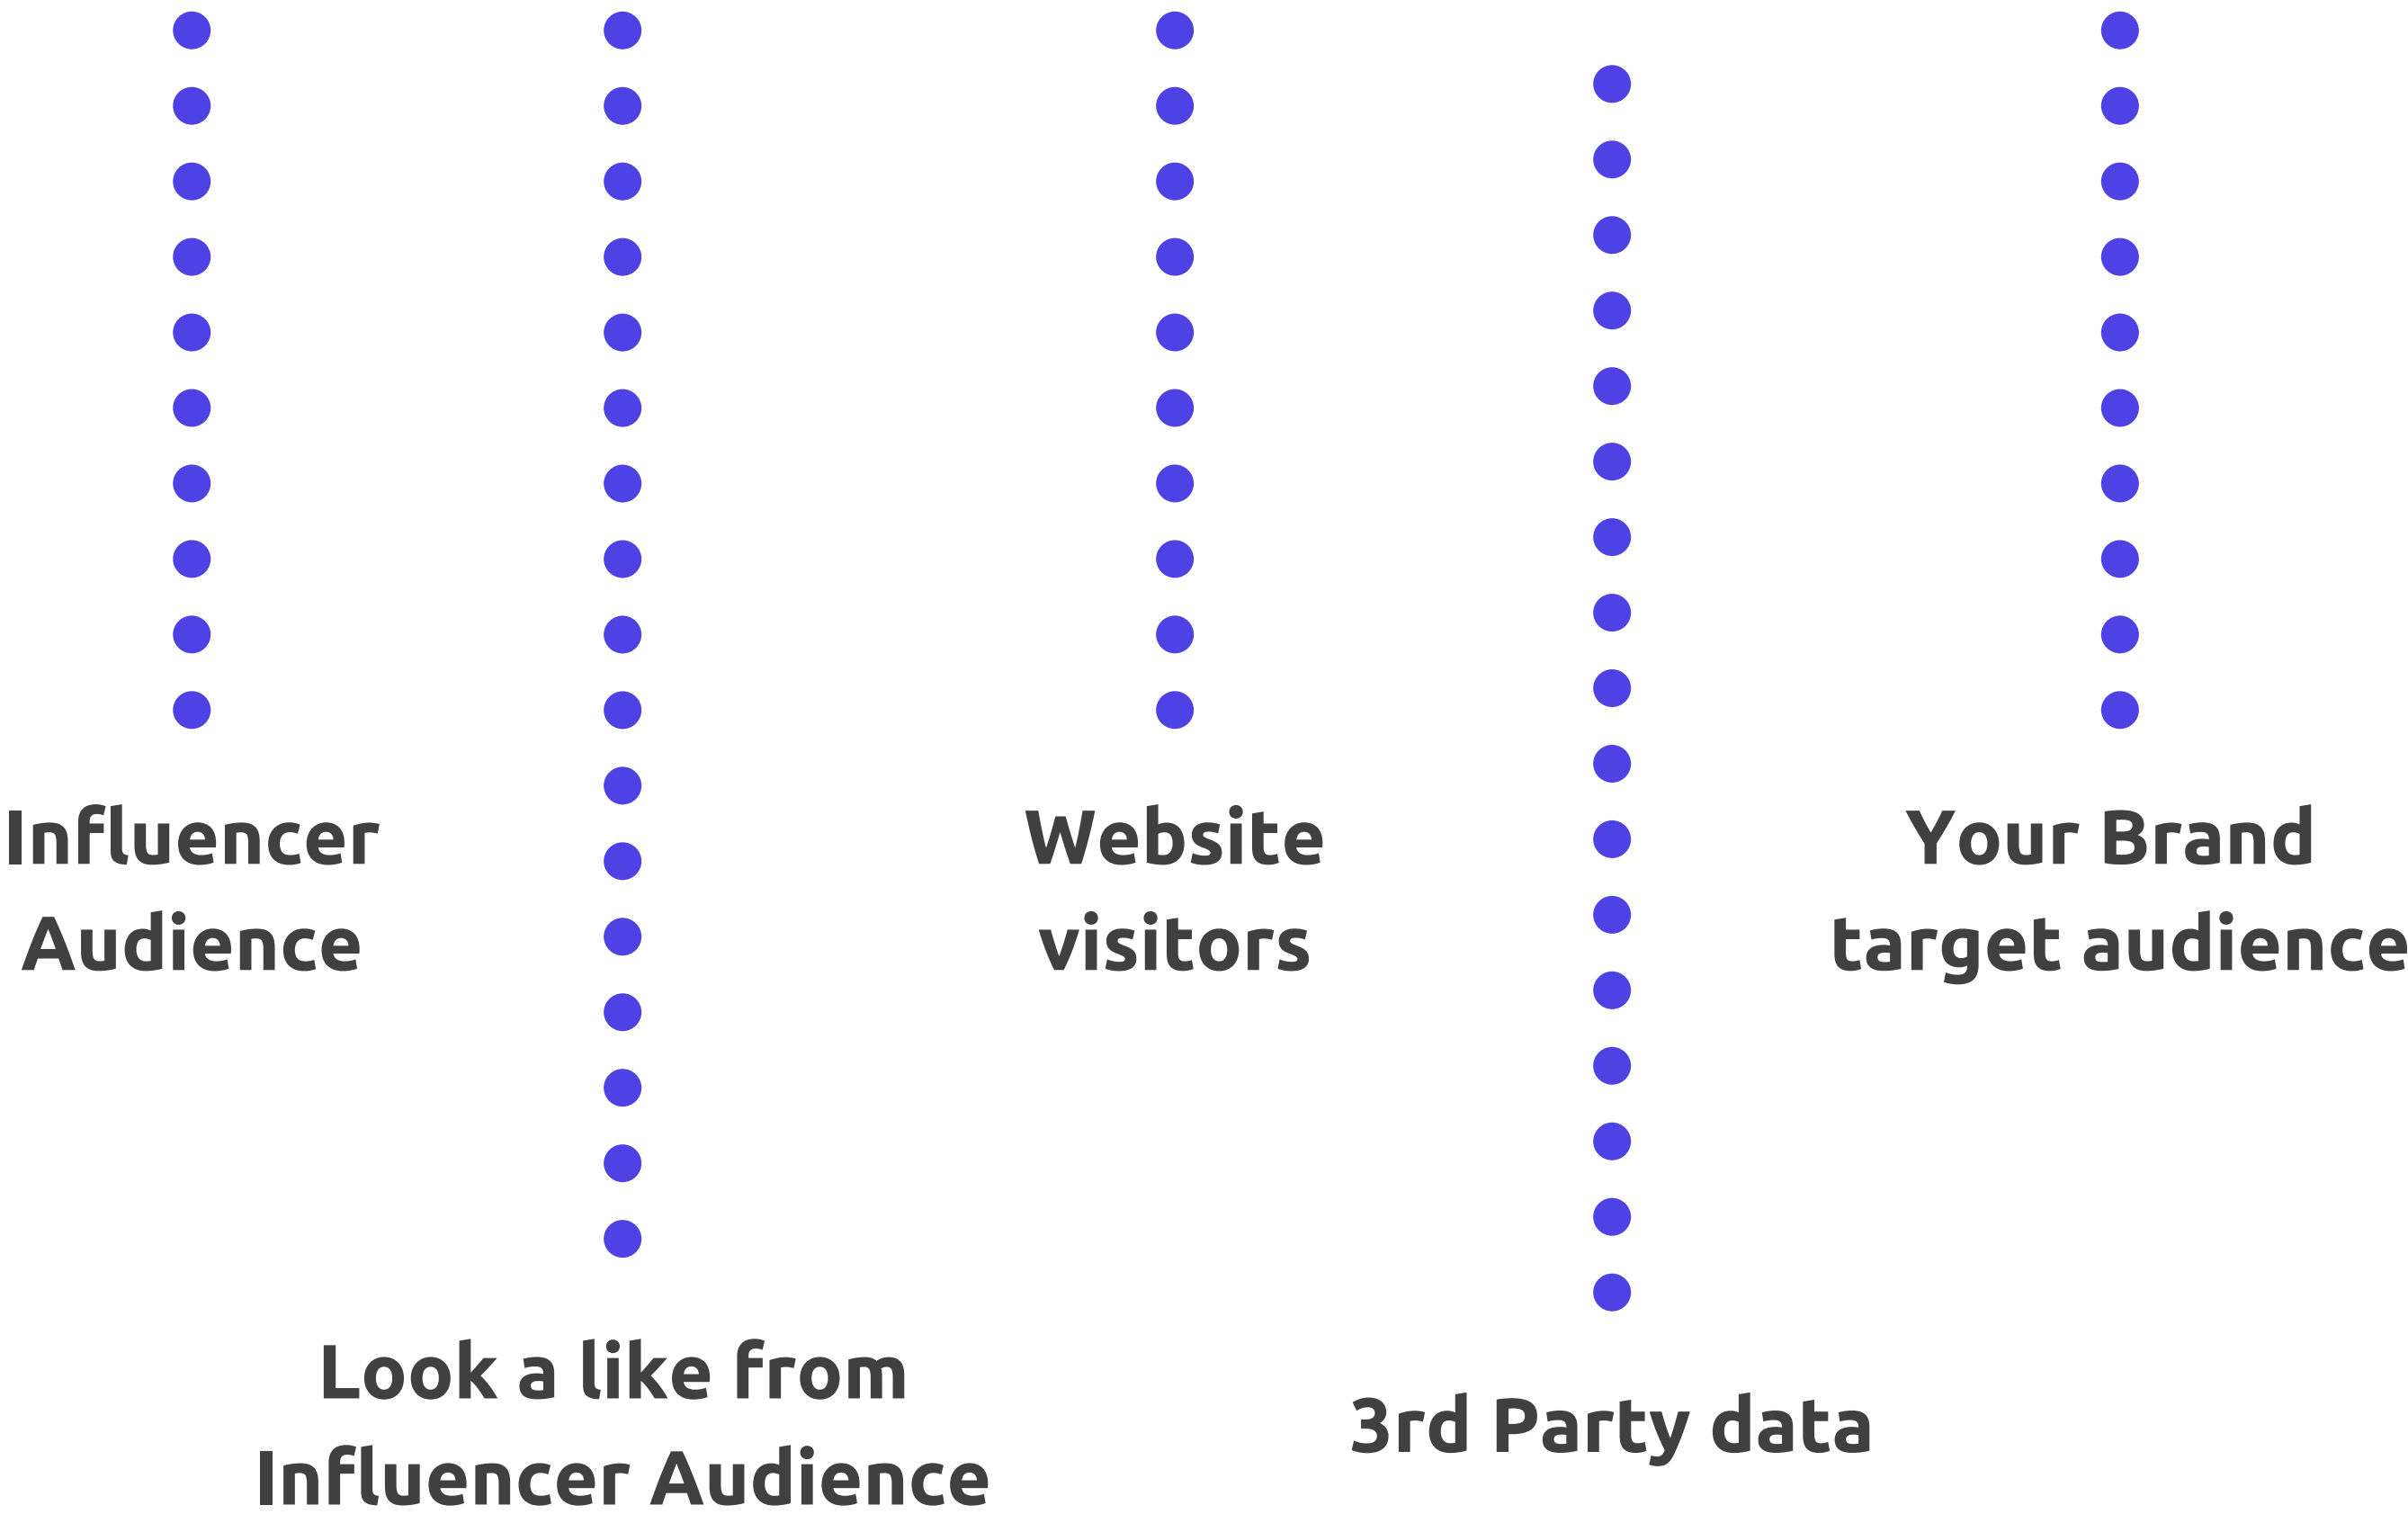 Influencer
Audience
Look a like from
Influencer Audience
Website
visitors
3rd Party data
Your Brand
target audience